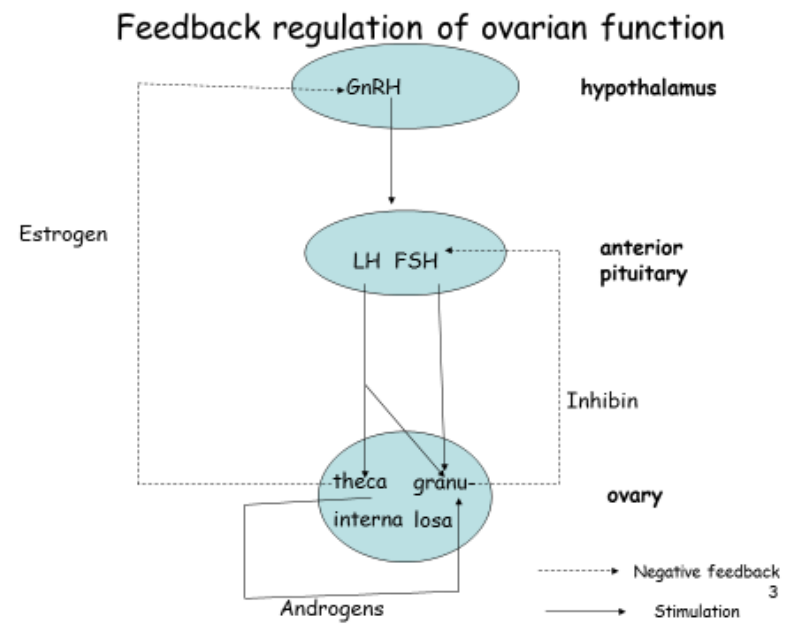 Feedback regulation of ovarian function
GnRH
hypothalamus
Estrogen
LH FSH
anterior
pituitary
Inhibin
theca granu-
interna losa
ovary
Androgens
Negative feedback
3
Stimulation